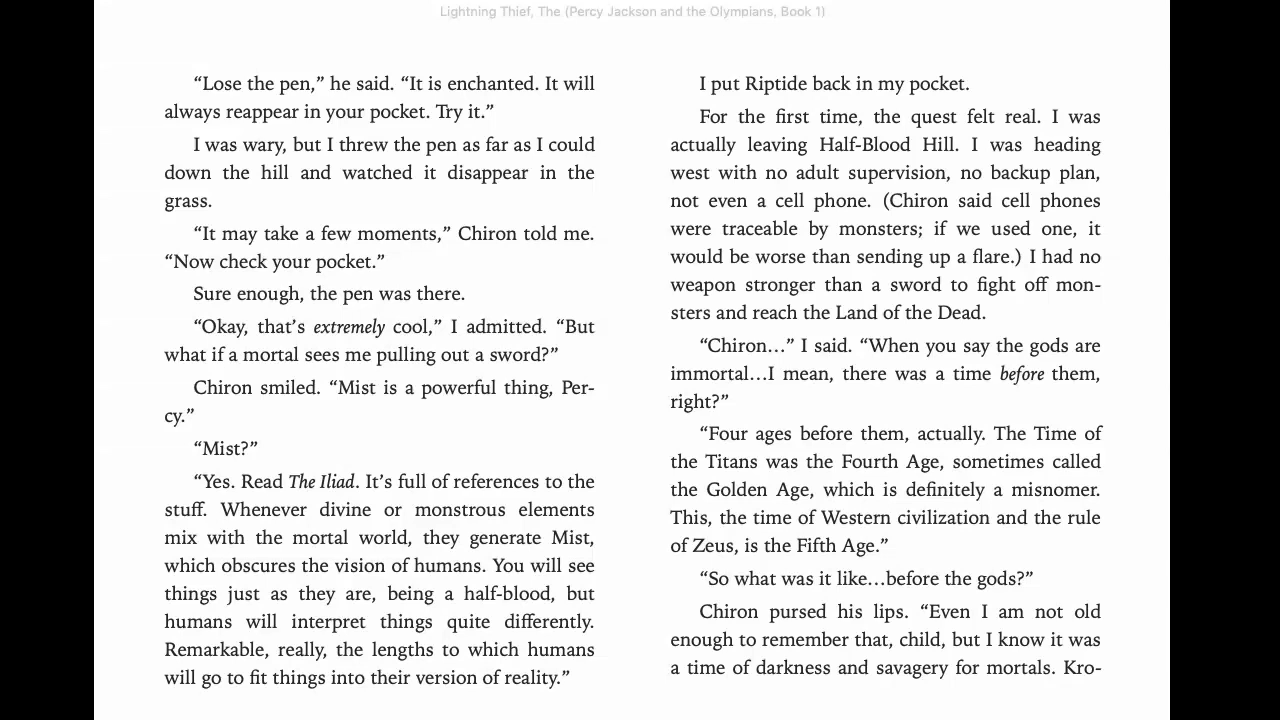 Lightning Thief, The (Percy Jackson and the Olympians, Book 1)
“Lose the pen,” he said. “It is enchanted. It will
always reappear in your pocket. Try it.”
I was wary, but I threw the pen as far as I could
down the hill and watched it disappear in the
grass.
“It may take a few moments,” Chiron told me.
“Now check your pocket.”
Sure enough, the pen was there.
“Okay, that’s extremely cool,” I admitted. “But
what if a mortal sees me pulling out a sword?”
Chiron smiled. “Mist is a powerful thing, Per-
cy.”
“Mist?”
“Yes. Read The Iliad. It’s full of references to the
stuff. Whenever divine or monstrous elements
mix with the mortal world, they generate Mist,
which obscures the vision of humans. You will see
things just as they are, being a half-blood, but
humans will interpret things quite differently.
Remarkable, really, the lengths to which humans
will go to fit things into their version of reality.”
I put Riptide back in my pocket.
For the first time, the quest felt real. I was
actually leaving Half-Blood Hill. I was heading
west with no adult supervision, no backup plan,
not even a cell phone. (Chiron said cell phones
were traceable by monsters; if we used one, it
would be worse than sending up a flare.) I had no
weapon stronger than a sword to fight off mon-
sters and reach the Land of the Dead.
“Chiron…” I said. “When you say the gods are
immortal…I mean, there was a time before them,
right?”
“Four ages before them, actually. The Time of
the Titans was the Fourth Age, sometimes called
the Golden Age, which is definitely a misnomer.
This, the time of Western civilization and the rule
of Zeus, is the Fifth Age.”
“So what was it like…before the gods?”
Chiron pursed his lips. “Even I am not old
enough to remember that, child, but I know it was
a time of darkness and savagery for mortals. Kro-